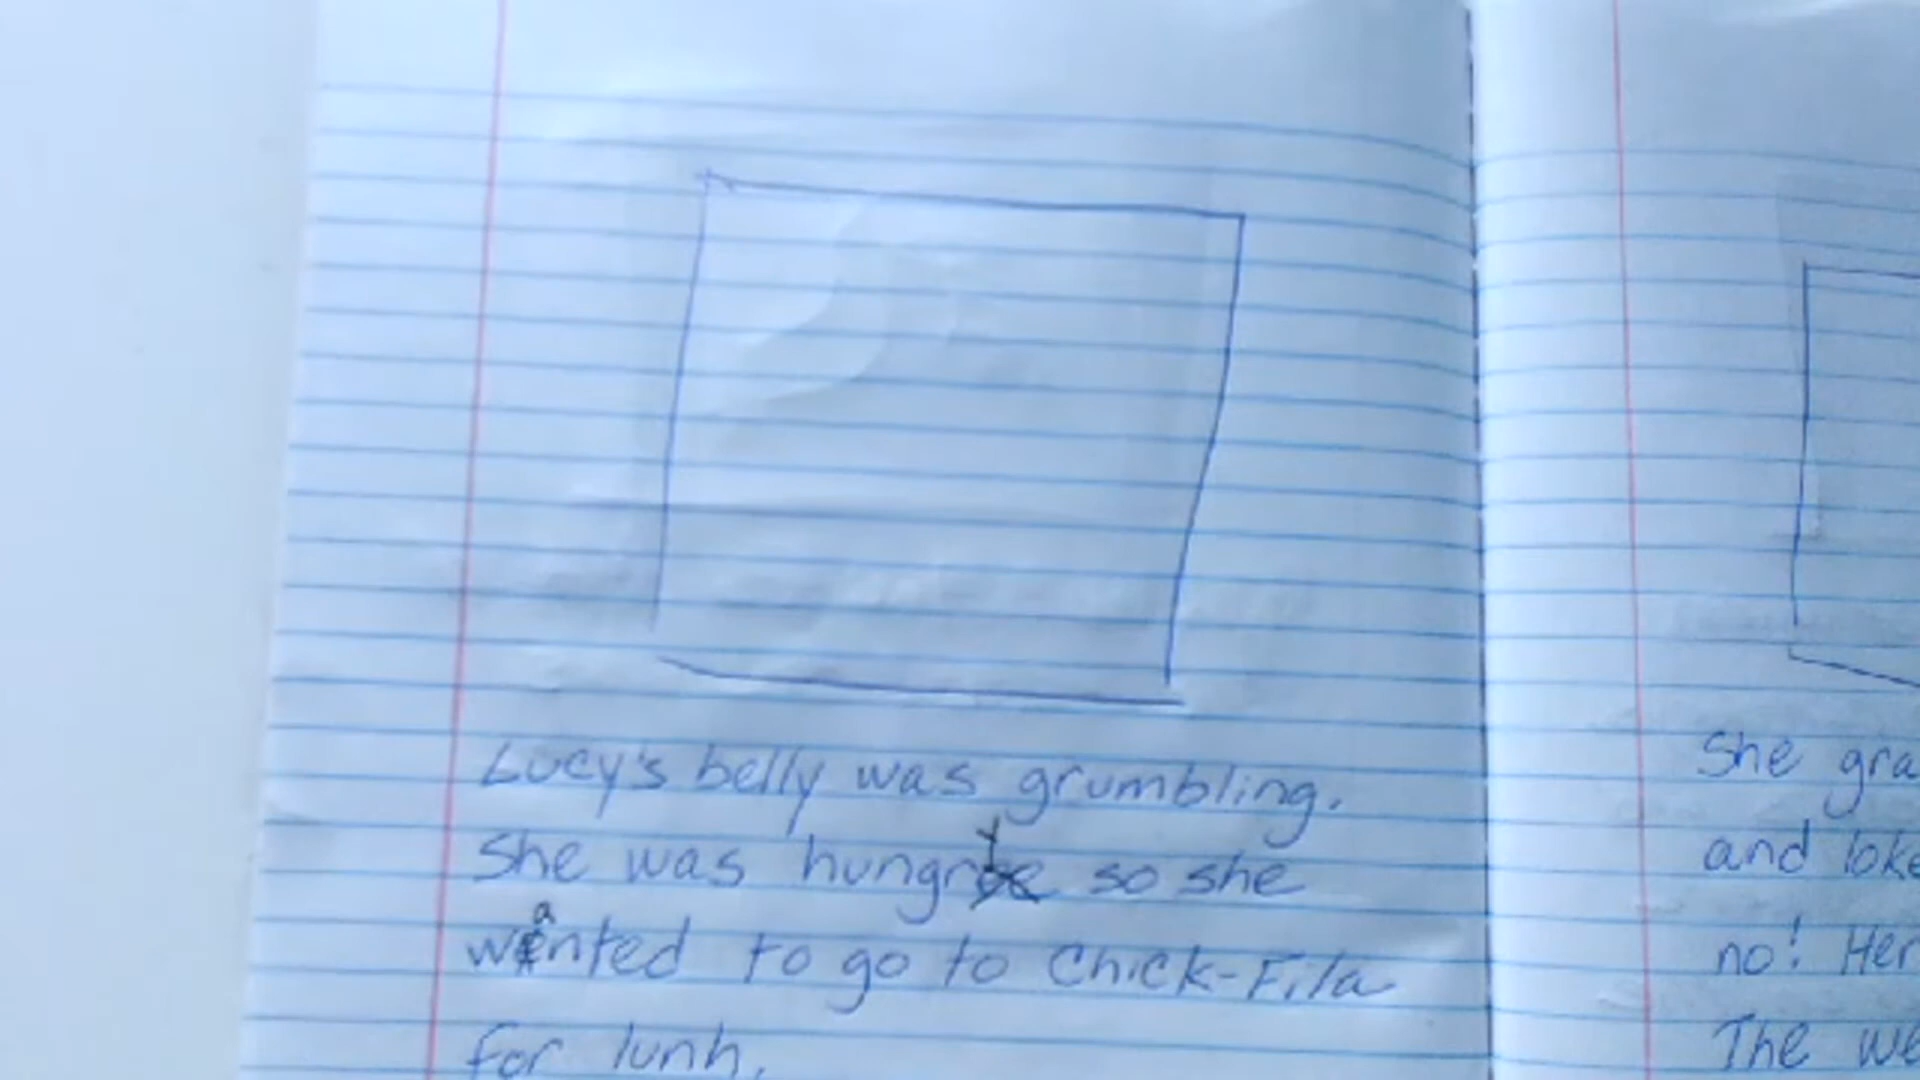 Lucy's belly was grumbling.
She was hungry so she
wanted to go to Chick-Fila
for lunh.
She gra
and loke
no! Her
The we